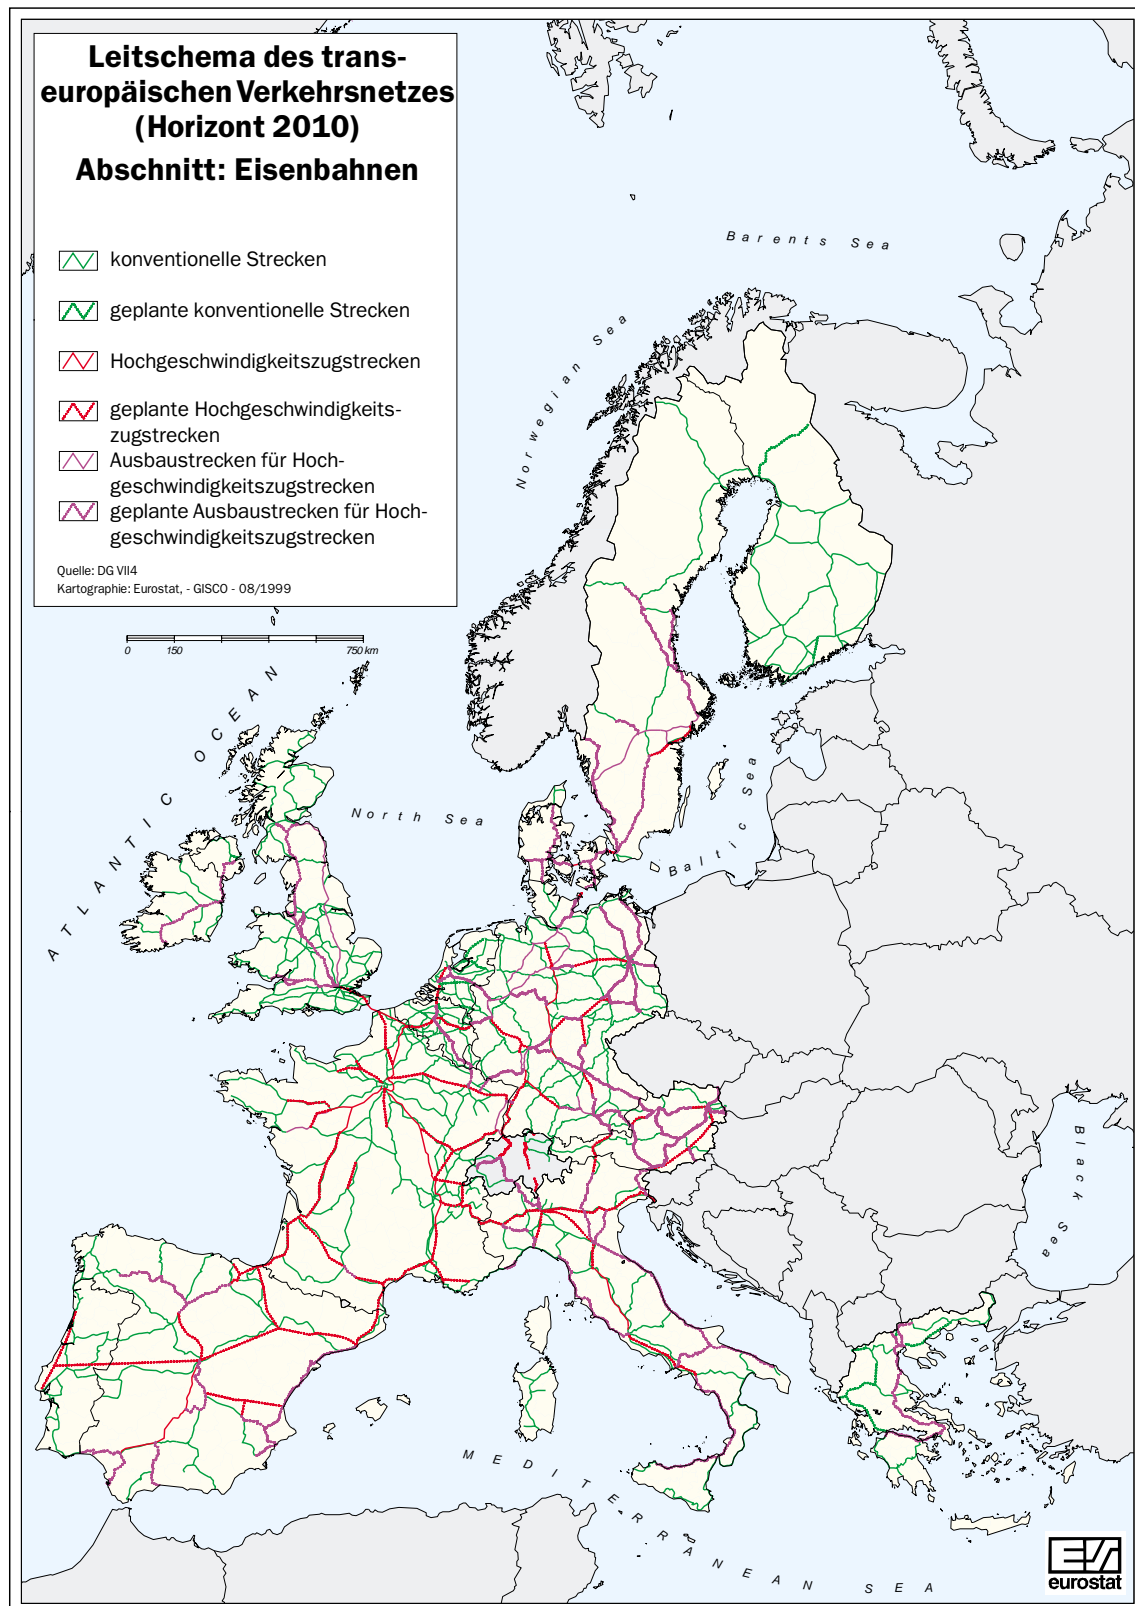 Leitschema des trans-
europäischen Verkehrsnetzes
(Horizont 2010)
Abschnitt: Eisenbahnen
konventionelle Strecken
geplante konventionelle Strecken
Hochgeschwindigkeitszugstrecken
geplante Hochgeschwindigkeits-
zugstrecken
Ausbaustrecken für Hoch-
geschwindigkeitszugstrecken
geplante Ausbaustrecken für Hoch-
geschwindigkeitszugstrecken
Quelle: DG VII4
Kartographie: Eurostat, - GISCO - 08/1999
0 150 750 km
Barents Sea
Norwegian Sea
ATLANTIC OCEAN
North Sea
Baltic Sea
Black Sea
MEDITERRANEAN SEA
eurostat